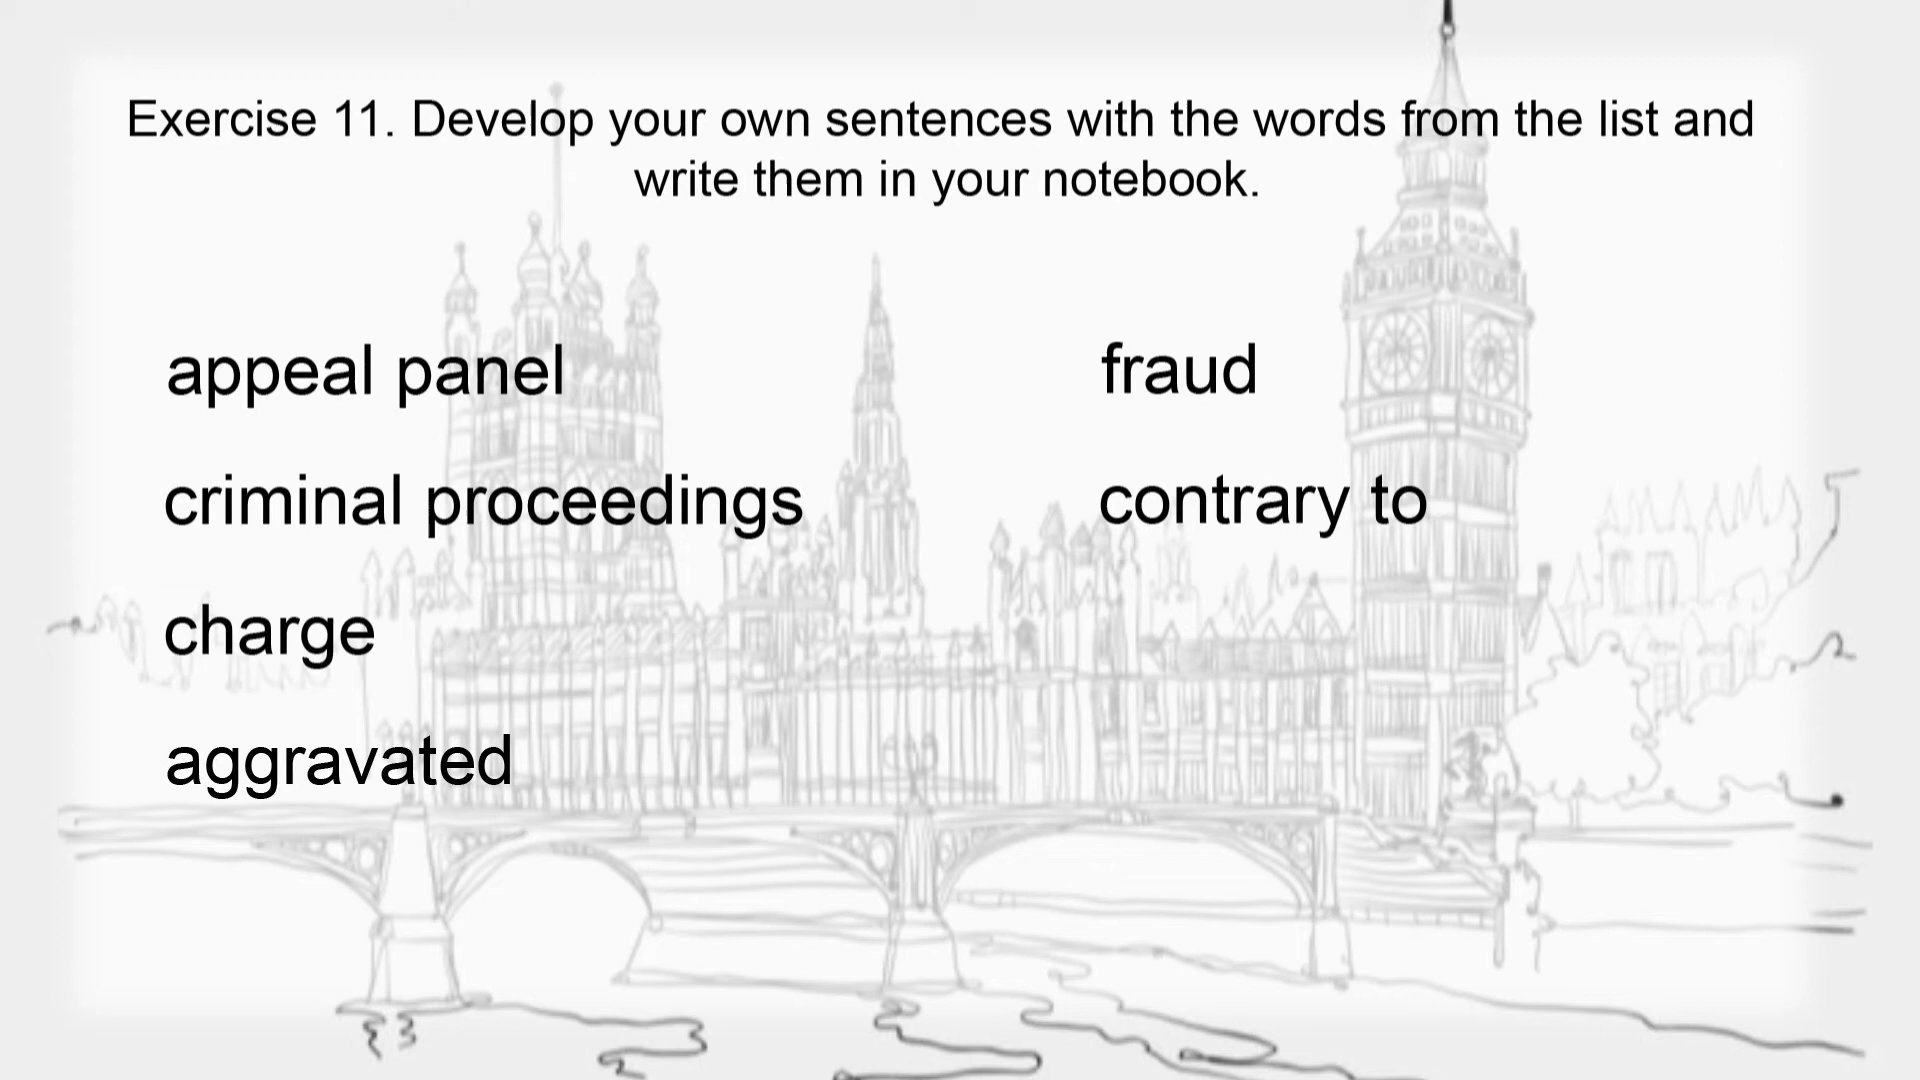 Exercise 11. Develop your own sentences with the words from the list and
write them in your notebook.
appeal panel
criminal proceedings
charge
aggravated
fraud
contrary to